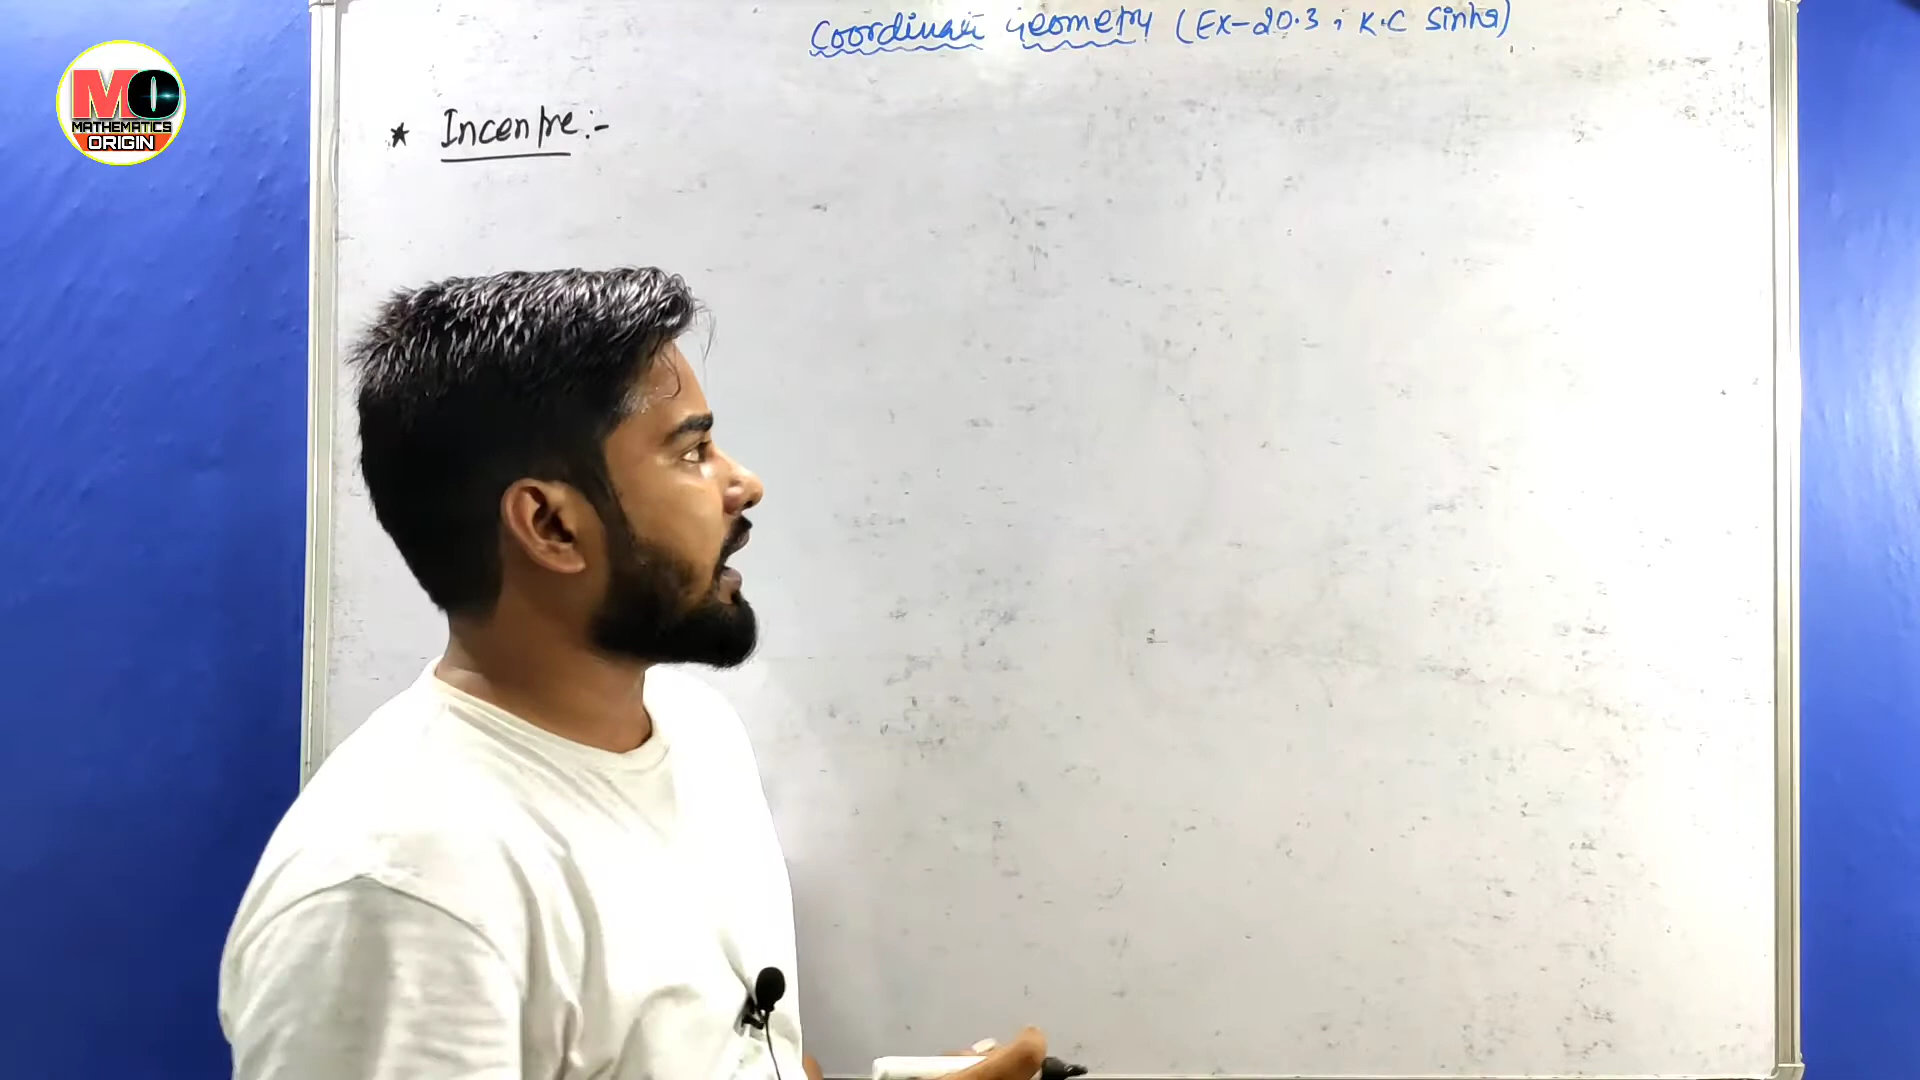 Coordinate Geometry (Ex-20.3, K.C Sinha)
MO
MATHEMATICS
ORIGIN
* Incentre:-